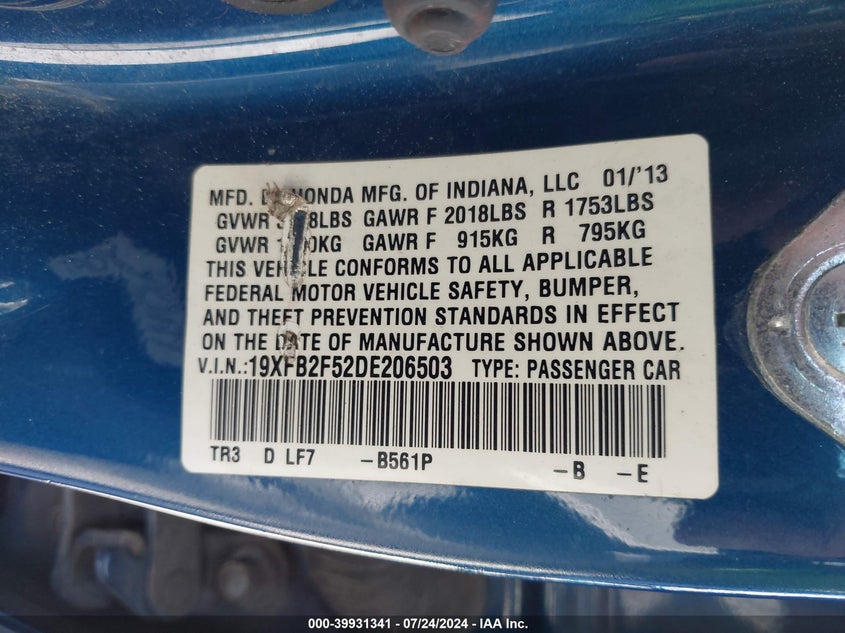 MFD. HONDA MFG. OF INDIANA, LLC 01/'13
GVWR GAWR F 2018LBS R 1753LBS
GVWR GAWR F 915KG R 795KG
THIS VEHICLE CONFORMS TO ALL APPLICABLE
FEDERAL MOTOR VEHICLE SAFETY, BUMPER,
AND THEFT PREVENTION STANDARDS IN EFFECT
ON THE DATE OF MANUFACTURE SHOWN ABOVE.
V.I.N.:19XFB2F52DE206503 TYPE: PASSENGER CAR
TR3 D LF7 -B561P -B -E
000-39931341 / 07/24/2024 / IAA Inc.